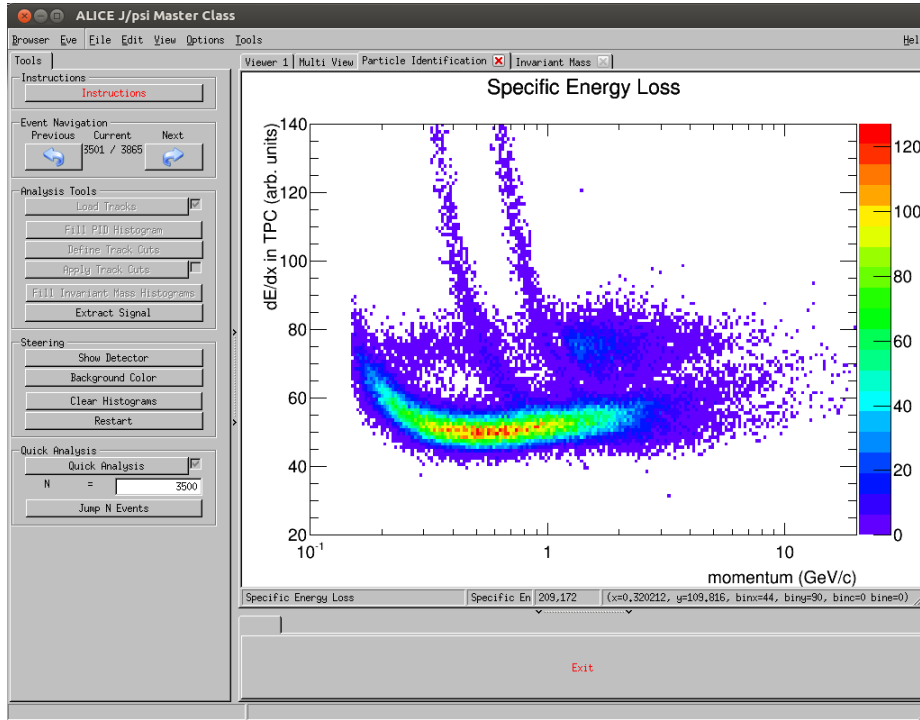 ALICE J/psi Master Class
Browser Eve File Edit View Options Tools Hel
Tools
Viewer 1 Multi View Particle Identification Invariant Mass
Instructions
Instructions
Event Navigation
Previous Current Next
3501 / 3865
Analysis Tools
Load Tracks
Fill PID Histogram
Define Track Cuts
Apply Track Cuts
Fill Invariant Mass Histograms
Extract Signal
Steering
Show Detector
Background Color
Clear Histograms
Restart
Quick Analysis
Quick Analysis
N = 3500
Jump N Events
Specific Energy Loss
dE/dx in TPC (arb. units)
140
120
100
80
60
40
20
10⁻¹ 1 10
momentum (GeV/c)
120
100
80
60
40
20
0
Specific Energy Loss Specific En 209,172 (x=0.320212, y=109.816, binx=44, biny=90, binc=0 bine=0)
Exit